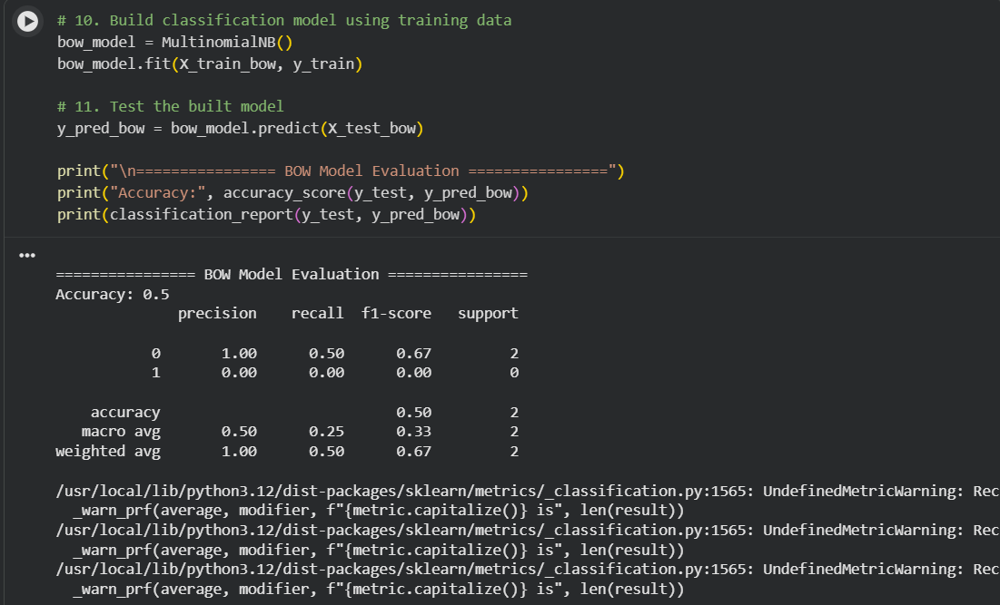 # 10. Build classification model using training data
bow_model = MultinomialNB()
bow_model.fit(X_train_bow, y_train)
# 11. Test the built model
y_pred_bow = bow_model.predict(X_test_bow)
print("\n================ BOW Model Evaluation ================")
print("Accuracy:", accuracy_score(y_test, y_pred_bow))
print(classification_report(y_test, y_pred_bow))
================ BOW Model Evaluation ================
Accuracy: 0.5
precision recall f1-score support
0 1.00 0.50 0.67 2
1 0.00 0.00 0.00 0
accuracy 0.50 2
macro avg 0.50 0.25 0.33 2
weighted avg 1.00 0.50 0.67 2
/usr/local/lib/python3.12/dist-packages/sklearn/metrics/_classification.py:1565: UndefinedMetricWarning: Rec
_warn_prf(average, modifier, f"{metric.capitalize()} is", len(result))
/usr/local/lib/python3.12/dist-packages/sklearn/metrics/_classification.py:1565: UndefinedMetricWarning: Rec
_warn_prf(average, modifier, f"{metric.capitalize()} is", len(result))
/usr/local/lib/python3.12/dist-packages/sklearn/metrics/_classification.py:1565: UndefinedMetricWarning: Rec
_warn_prf(average, modifier, f"{metric.capitalize()} is", len(result))